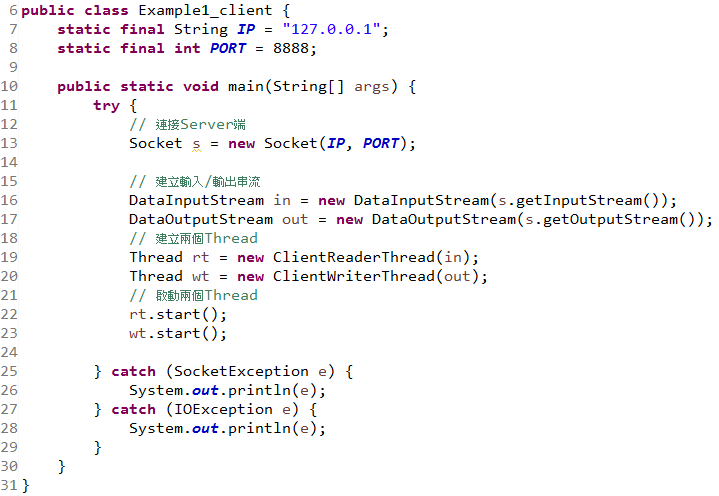 6 public class Example1_client {
7     static final String IP = "127.0.0.1";
8     static final int PORT = 8888;
9
10     public static void main(String[] args) {
11         try {
12             // 連接Server端
13             Socket s = new Socket(IP, PORT);
14
15             // 建立輸入/輸出串流
16             DataInputStream in = new DataInputStream(s.getInputStream());
17             DataOutputStream out = new DataOutputStream(s.getOutputStream());
18             // 建立兩個Thread
19             Thread rt = new ClientReaderThread(in);
20             Thread wt = new ClientWriterThread(out);
21             // 啟動兩個Thread
22             rt.start();
23             wt.start();
24
25         } catch (SocketException e) {
26             System.out.println(e);
27         } catch (IOException e) {
28             System.out.println(e);
29         }
30     }
31 }